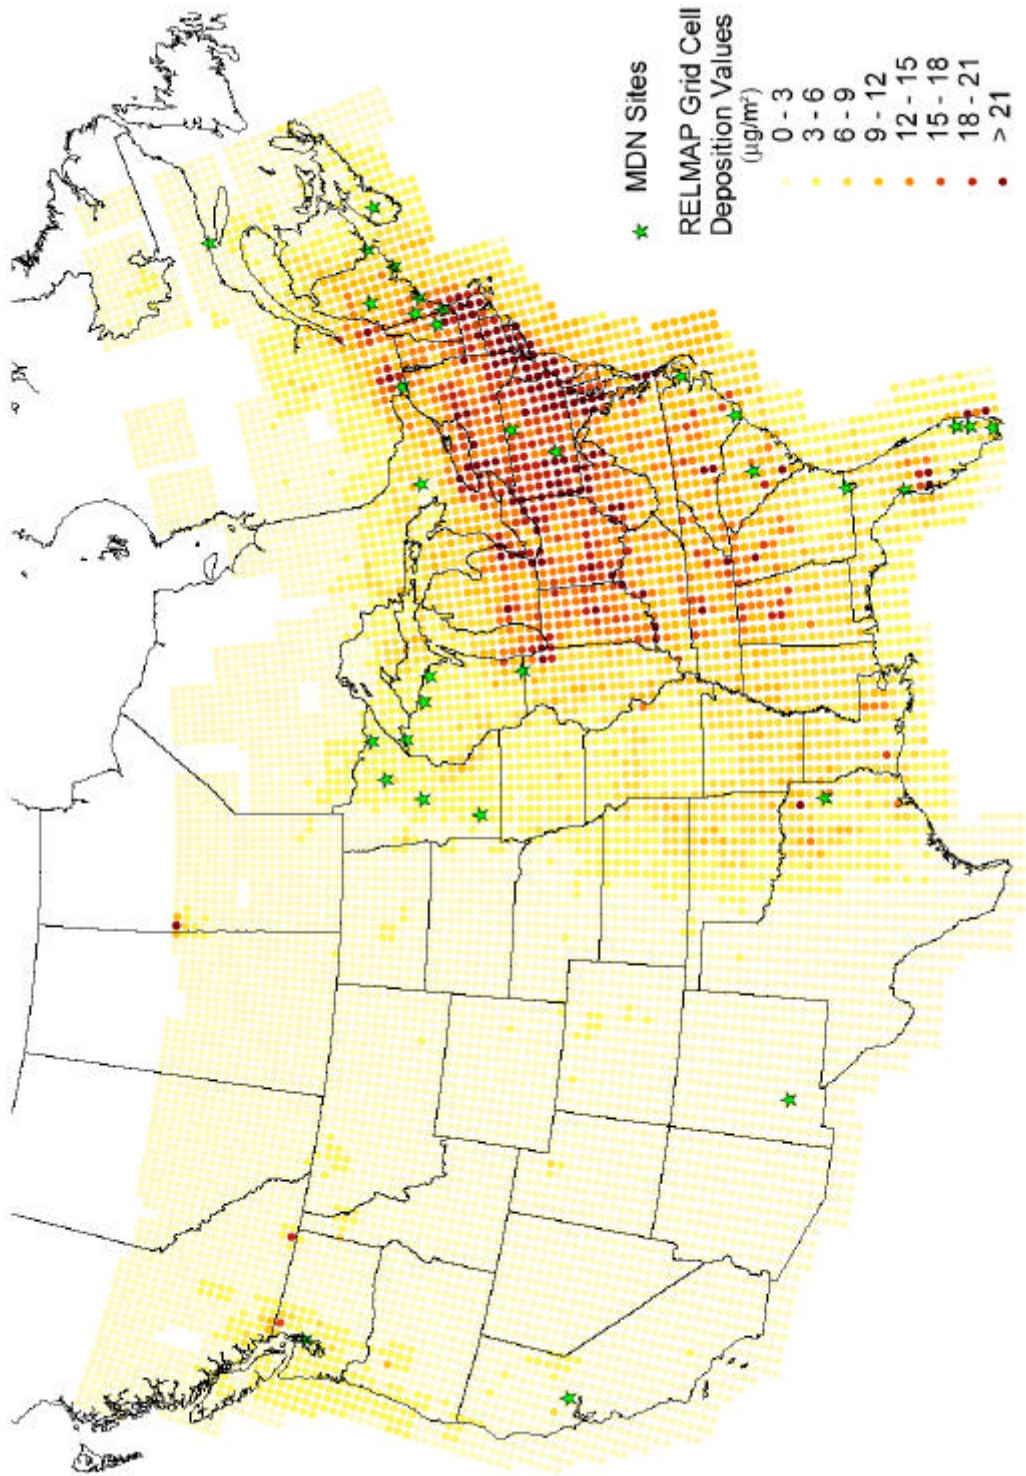 MDN Sites
RELMAP Grid Cell
Deposition Values
(µg/m²)
0 - 3
3 - 6
6 - 9
9 - 12
12 - 15
15 - 18
18 - 21
> 21